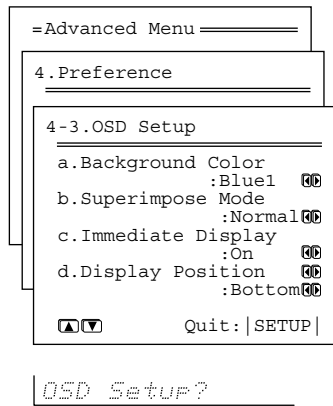 =Advanced Menu
4.Preference
4-3.OSD Setup
a.Background Color
:Blue1
b.Superimpose Mode
:Normal
c.Immediate Display
:On
d.Display Position
:Bottom
Quit:|SETUP|
OSD Setup?